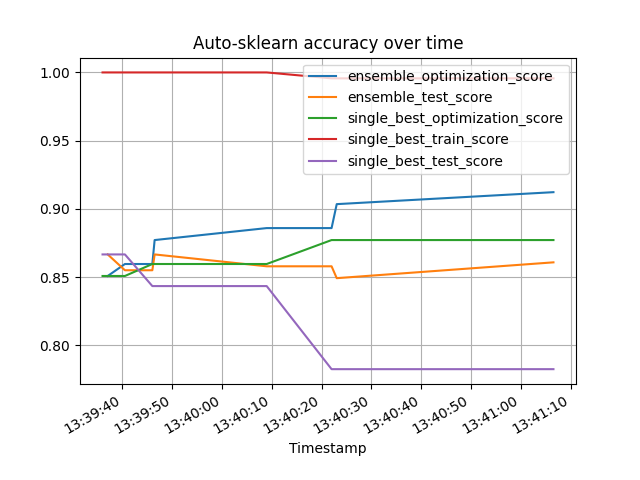 Auto-sklearn accuracy over time
1.00
0.95
0.90
0.85
0.80
ensemble_optimization_score
ensemble_test_score
single_best_optimization_score
single_best_train_score
single_best_test_score
13:39:40
13:39:50
13:40:00
13:40:10
13:40:20
13:40:30
13:40:40
13:40:50
13:41:00
13:41:10
Timestamp